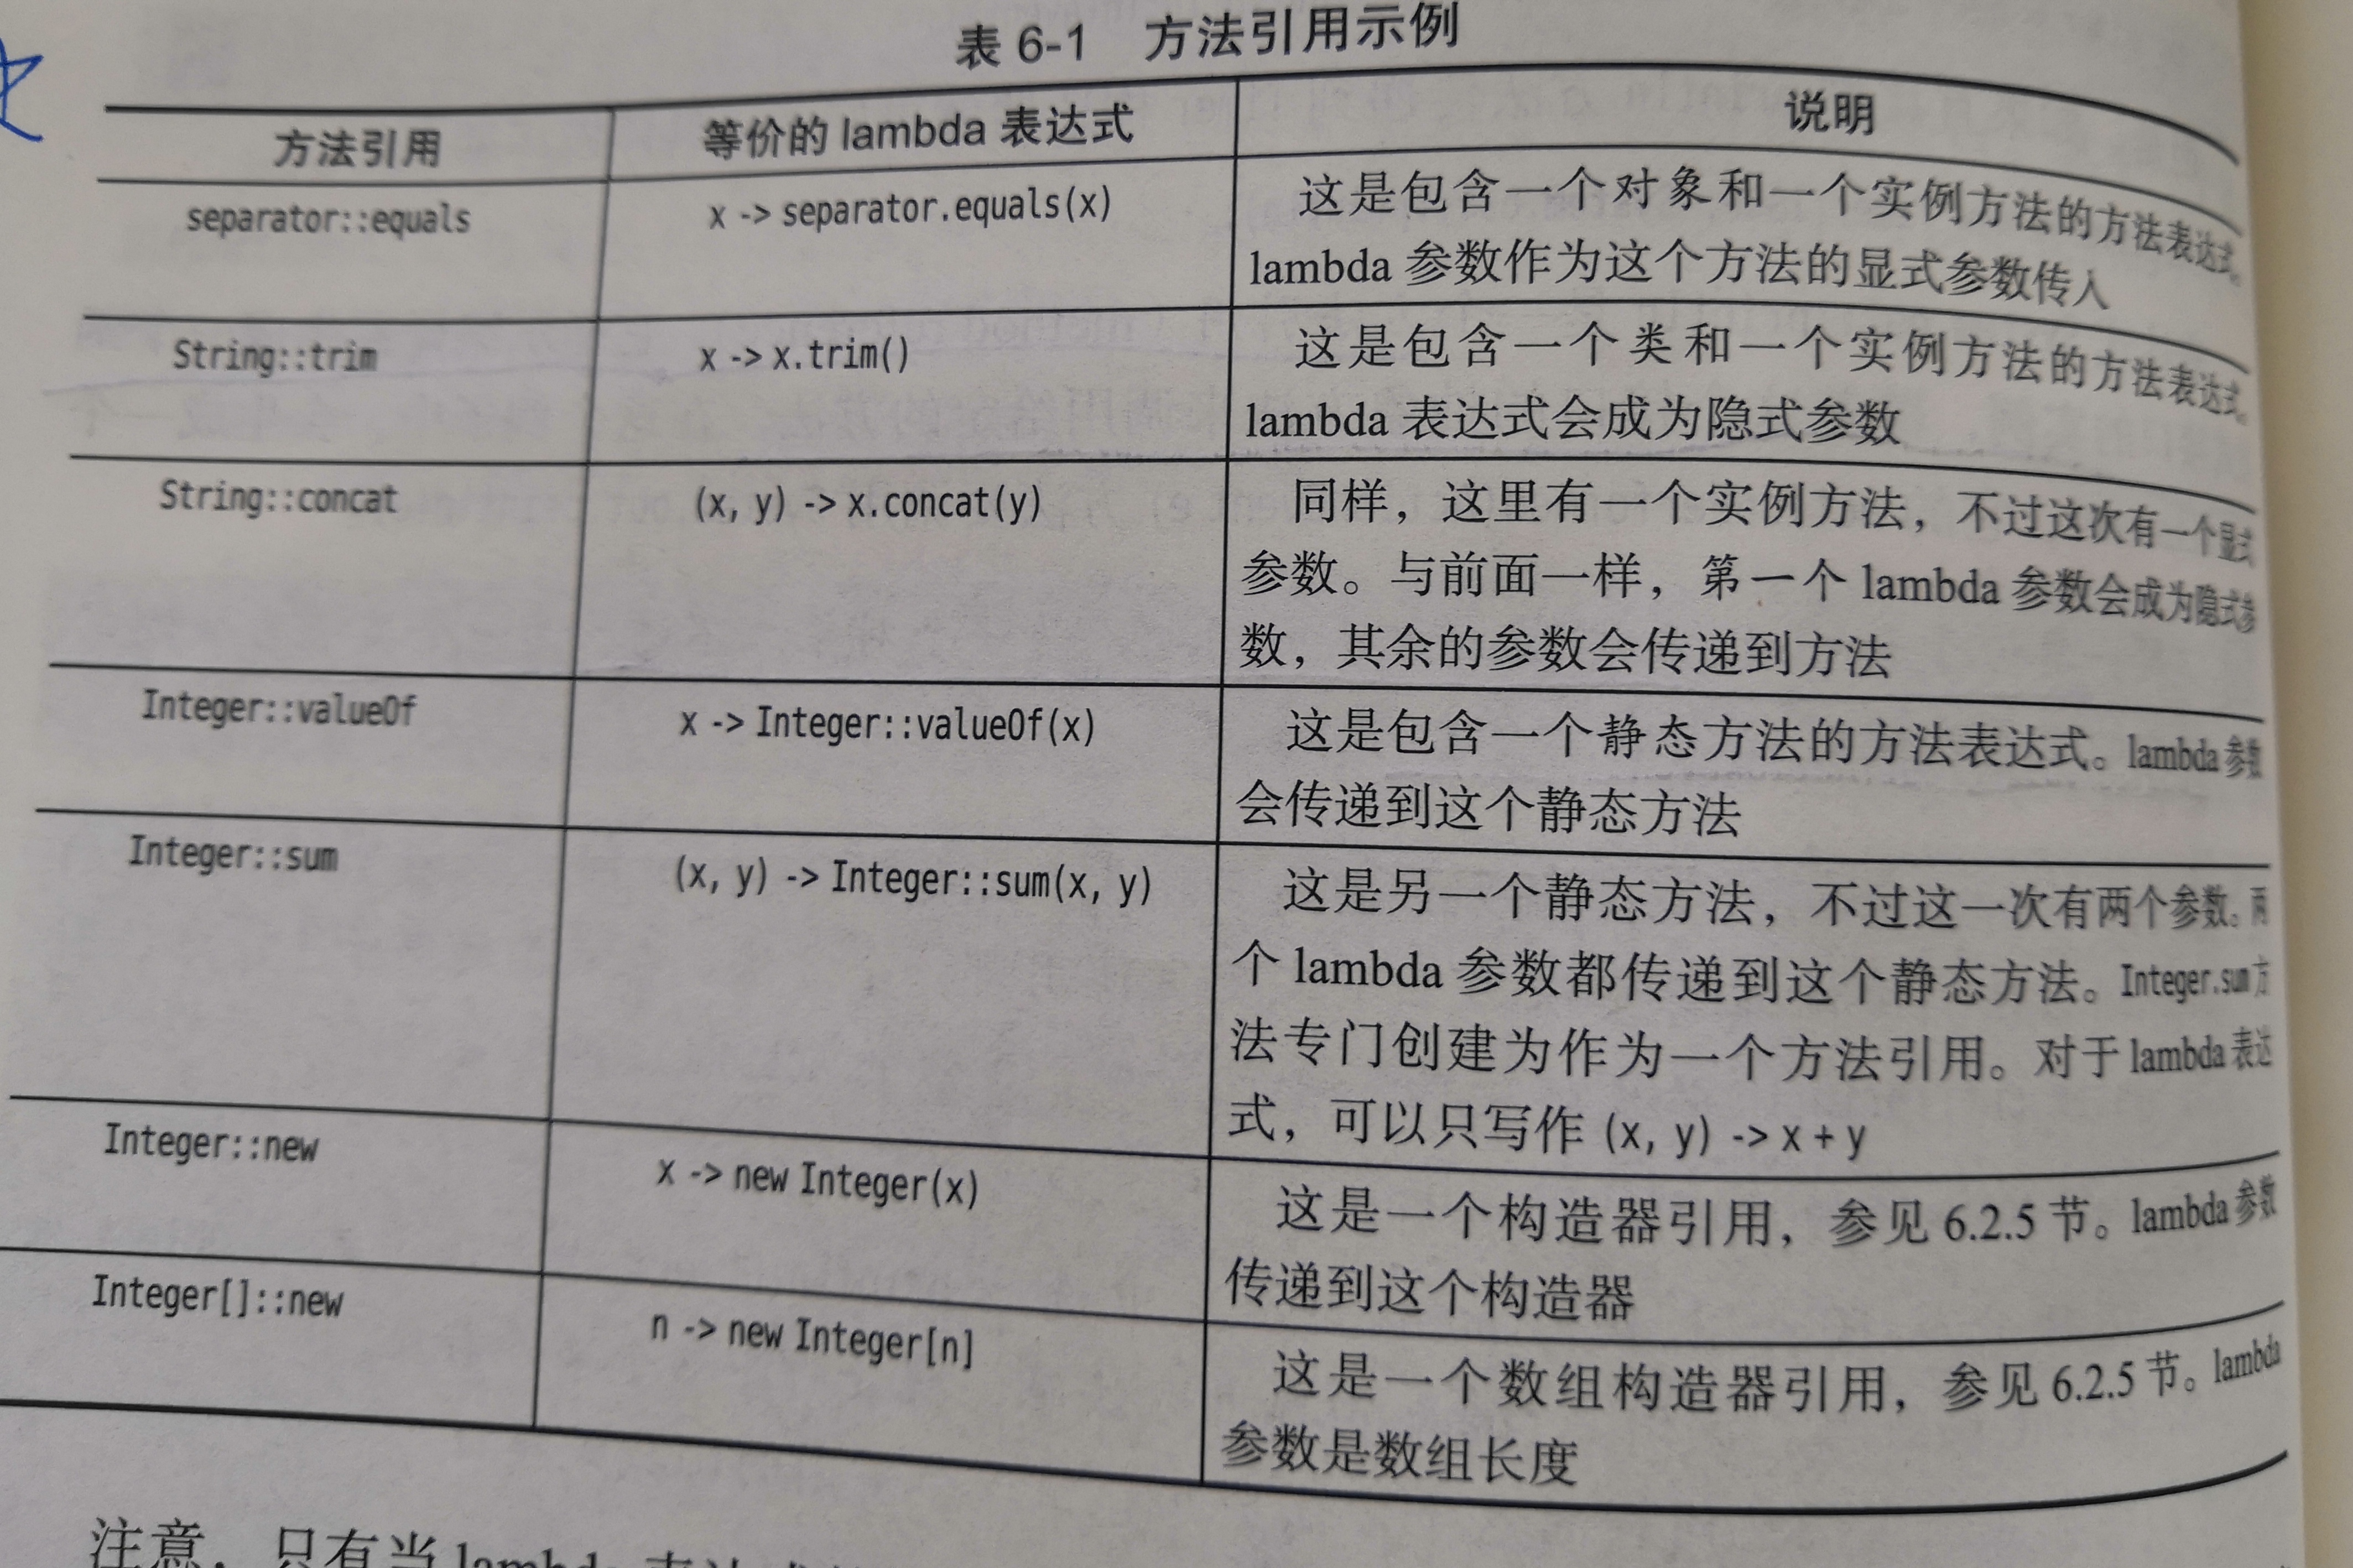 表 6-1 方法引用示例
方法引用 等价的 lambda 表达式 说明
separator::equals x -> separator.equals(x) 这是包含一个对象和一个实例方法的方法表达式。
lambda 参数作为这个方法的显式参数传入
String::trim x -> x.trim() 这是包含一个类和一个实例方法的方法表达式。
lambda 表达式会成为隐式参数
String::concat (x, y) -> x.concat(y) 同样，这里有一个实例方法，不过这次有一个显式
参数。与前面一样，第一个 lambda 参数会成为隐式参
数，其余的参数会传递到方法
Integer::valueOf x -> Integer::valueOf(x) 这是包含一个静态方法的方法表达式。lambda 参数
会传递到这个静态方法
Integer::sum (x, y) -> Integer::sum(x, y) 这是另一个静态方法，不过这一次有两个参数。两
个 lambda 参数都传递到这个静态方法。Integer.sum 方
法专门创建为作为一个方法引用。对于 lambda 表达
式，可以只写作 (x, y) -> x + y
Integer::new x -> new Integer(x) 这是一个构造器引用，参见 6.2.5 节。lambda 参数
传递到这个构造器
Integer[]::new n -> new Integer[n] 这是一个数组构造器引用，参见 6.2.5 节。lambda
参数是数组长度
注意，只有当 lambda 表达式